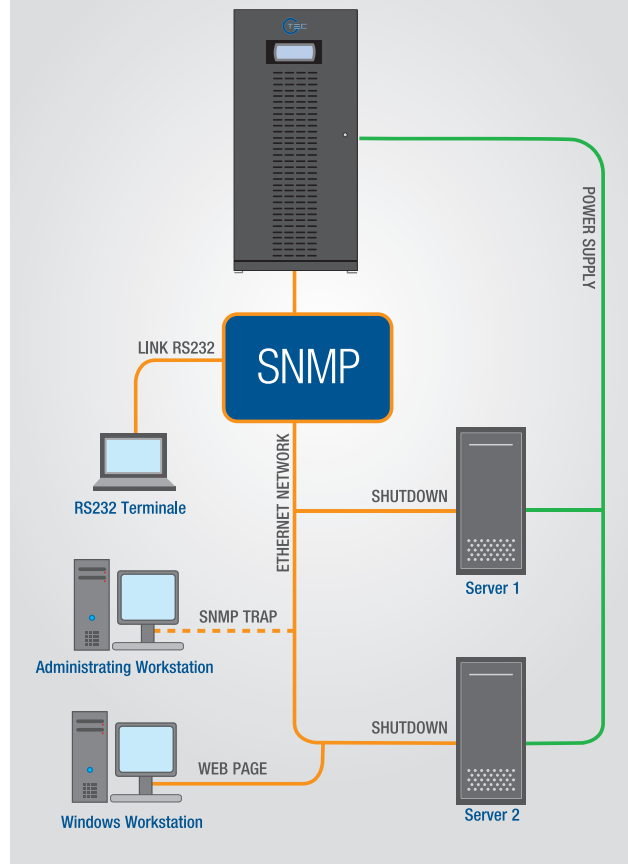 TEC
POWER SUPPLY
LINK RS232
SNMP
RS232 Terminale
ETHERNET NETWORK
SHUTDOWN
Server 1
SNMP TRAP
Administrating Workstation
SHUTDOWN
WEB PAGE
Windows Workstation
Server 2